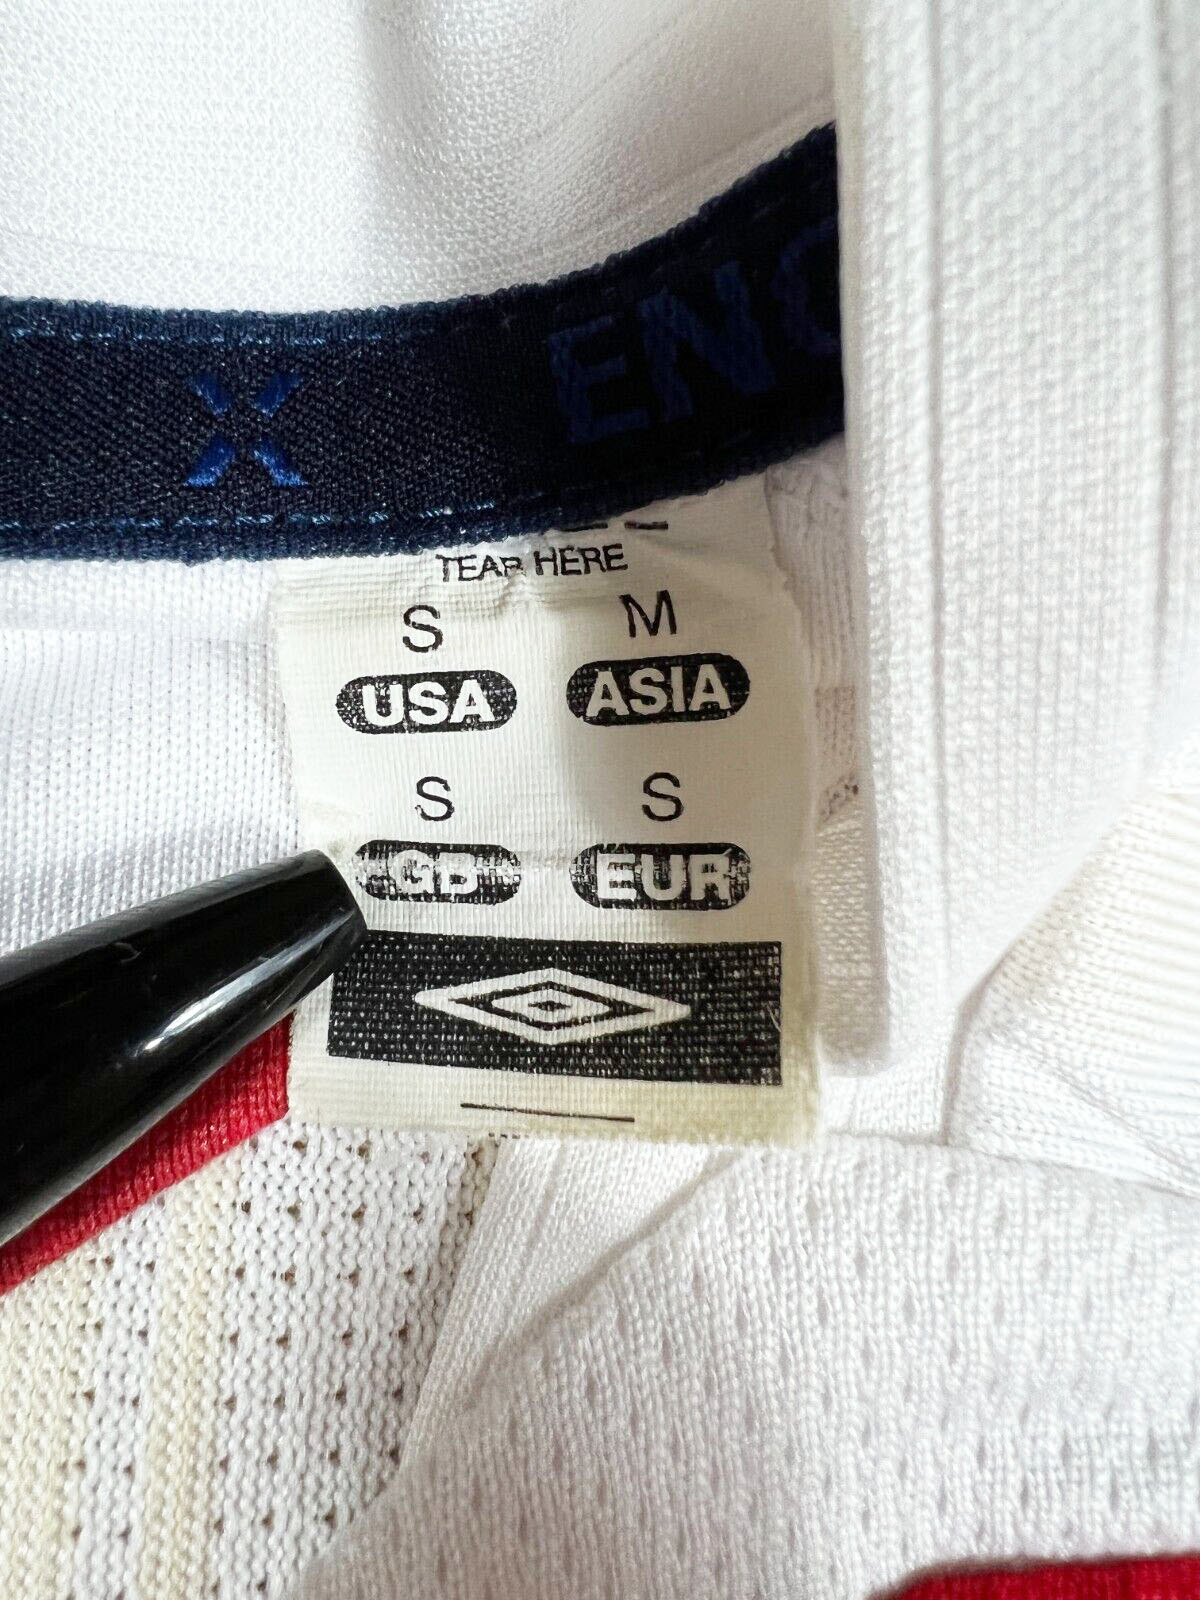 ENG
TEAR HERE
S M
USA ASIA
S S
GB EUR